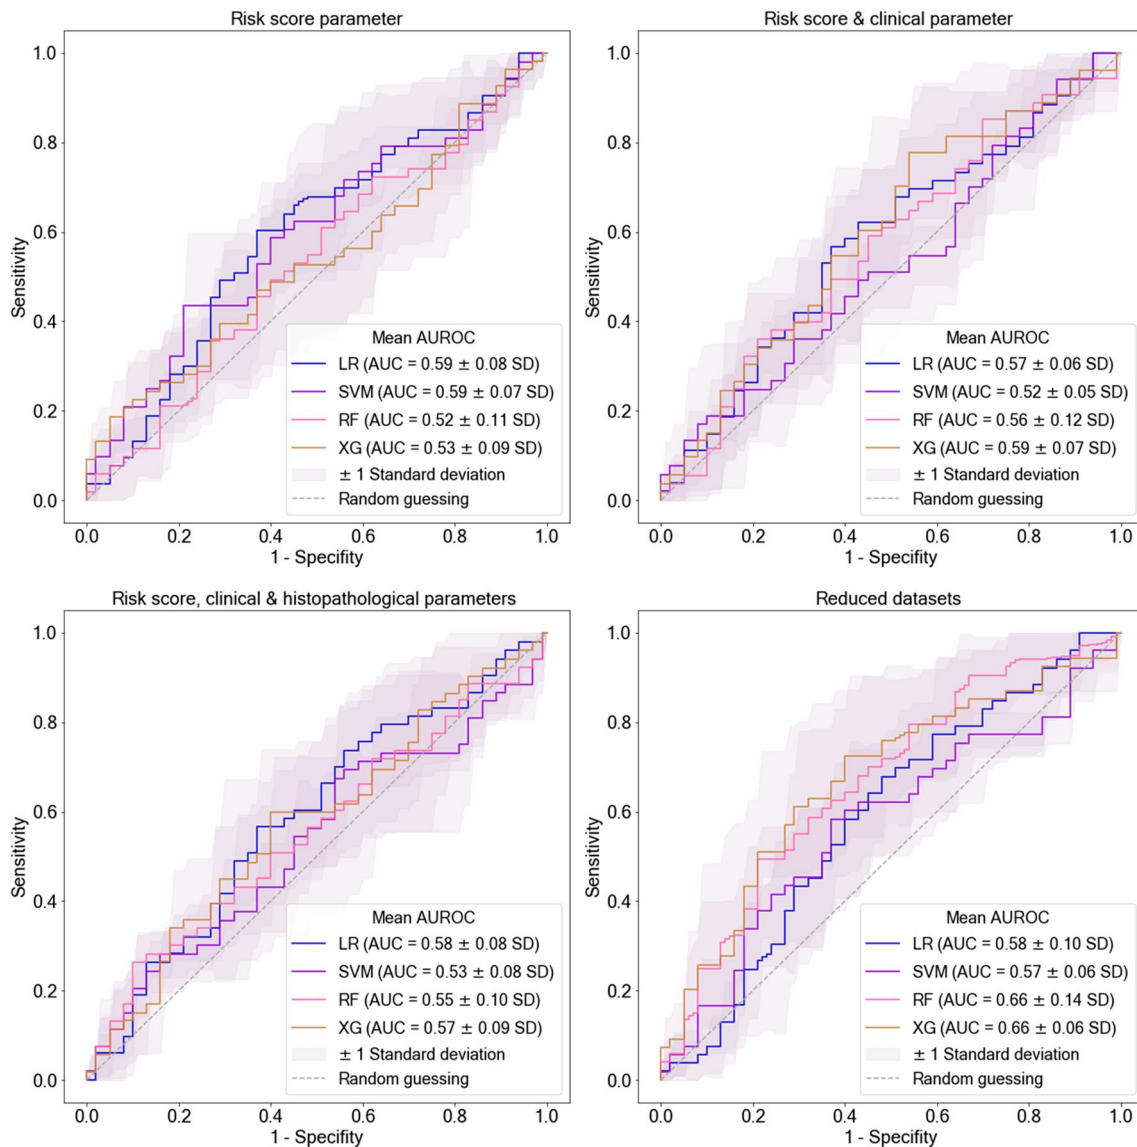 Risk score parameter
1.0
0.8
0.6
0.4
0.2
0.0
Sensitivity
Mean AUROC
LR (AUC = 0.59 ± 0.08 SD)
SVM (AUC = 0.59 ± 0.07 SD)
RF (AUC = 0.52 ± 0.11 SD)
XG (AUC = 0.53 ± 0.09 SD)
± 1 Standard deviation
Random guessing
0.0 0.2 0.4 0.6 0.8 1.0
1 - Specifity
Risk score & clinical parameter
1.0
0.8
0.6
0.4
0.2
0.0
Sensitivity
Mean AUROC
LR (AUC = 0.57 ± 0.06 SD)
SVM (AUC = 0.52 ± 0.05 SD)
RF (AUC = 0.56 ± 0.12 SD)
XG (AUC = 0.59 ± 0.07 SD)
± 1 Standard deviation
Random guessing
0.0 0.2 0.4 0.6 0.8 1.0
1 - Specifity
Risk score, clinical & histopathological parameters
1.0
0.8
0.6
0.4
0.2
0.0
Sensitivity
Mean AUROC
LR (AUC = 0.58 ± 0.08 SD)
SVM (AUC = 0.53 ± 0.08 SD)
RF (AUC = 0.55 ± 0.10 SD)
XG (AUC = 0.57 ± 0.09 SD)
± 1 Standard deviation
Random guessing
0.0 0.2 0.4 0.6 0.8 1.0
1 - Specifity
Reduced datasets
1.0
0.8
0.6
0.4
0.2
0.0
Sensitivity
Mean AUROC
LR (AUC = 0.58 ± 0.10 SD)
SVM (AUC = 0.57 ± 0.06 SD)
RF (AUC = 0.66 ± 0.14 SD)
XG (AUC = 0.66 ± 0.06 SD)
± 1 Standard deviation
Random guessing
0.0 0.2 0.4 0.6 0.8 1.0
1 - Specifity